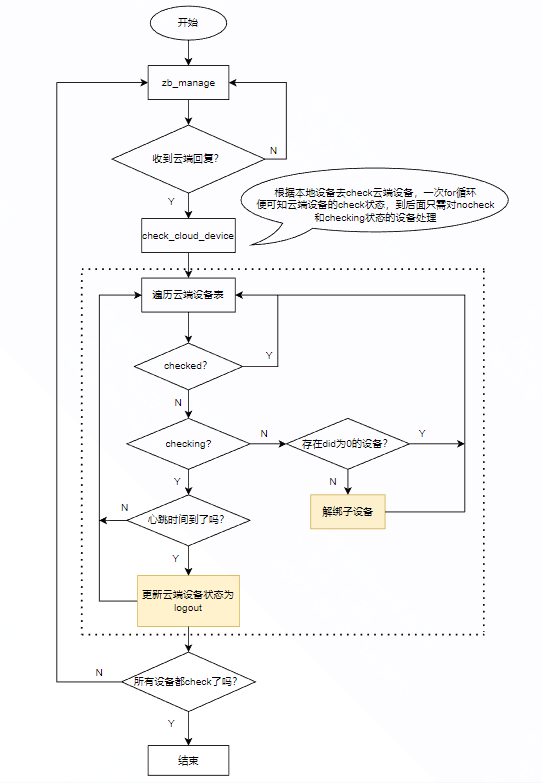 开始
zb_manage
收到云端回复?
N
Y
根据本地设备去check云端设备，一次for循环
便可知云端设备的check状态，到后面只需对nocheck
和checking状态的设备处理
check_cloud_device
遍历云端设备表
checked?
Y
N
checking?
N
存在did为0的设备?
Y
Y
N
心跳时间到了吗?
N
解绑子设备
Y
更新云端设备状态为
logout
所有设备都check了吗?
N
Y
结束